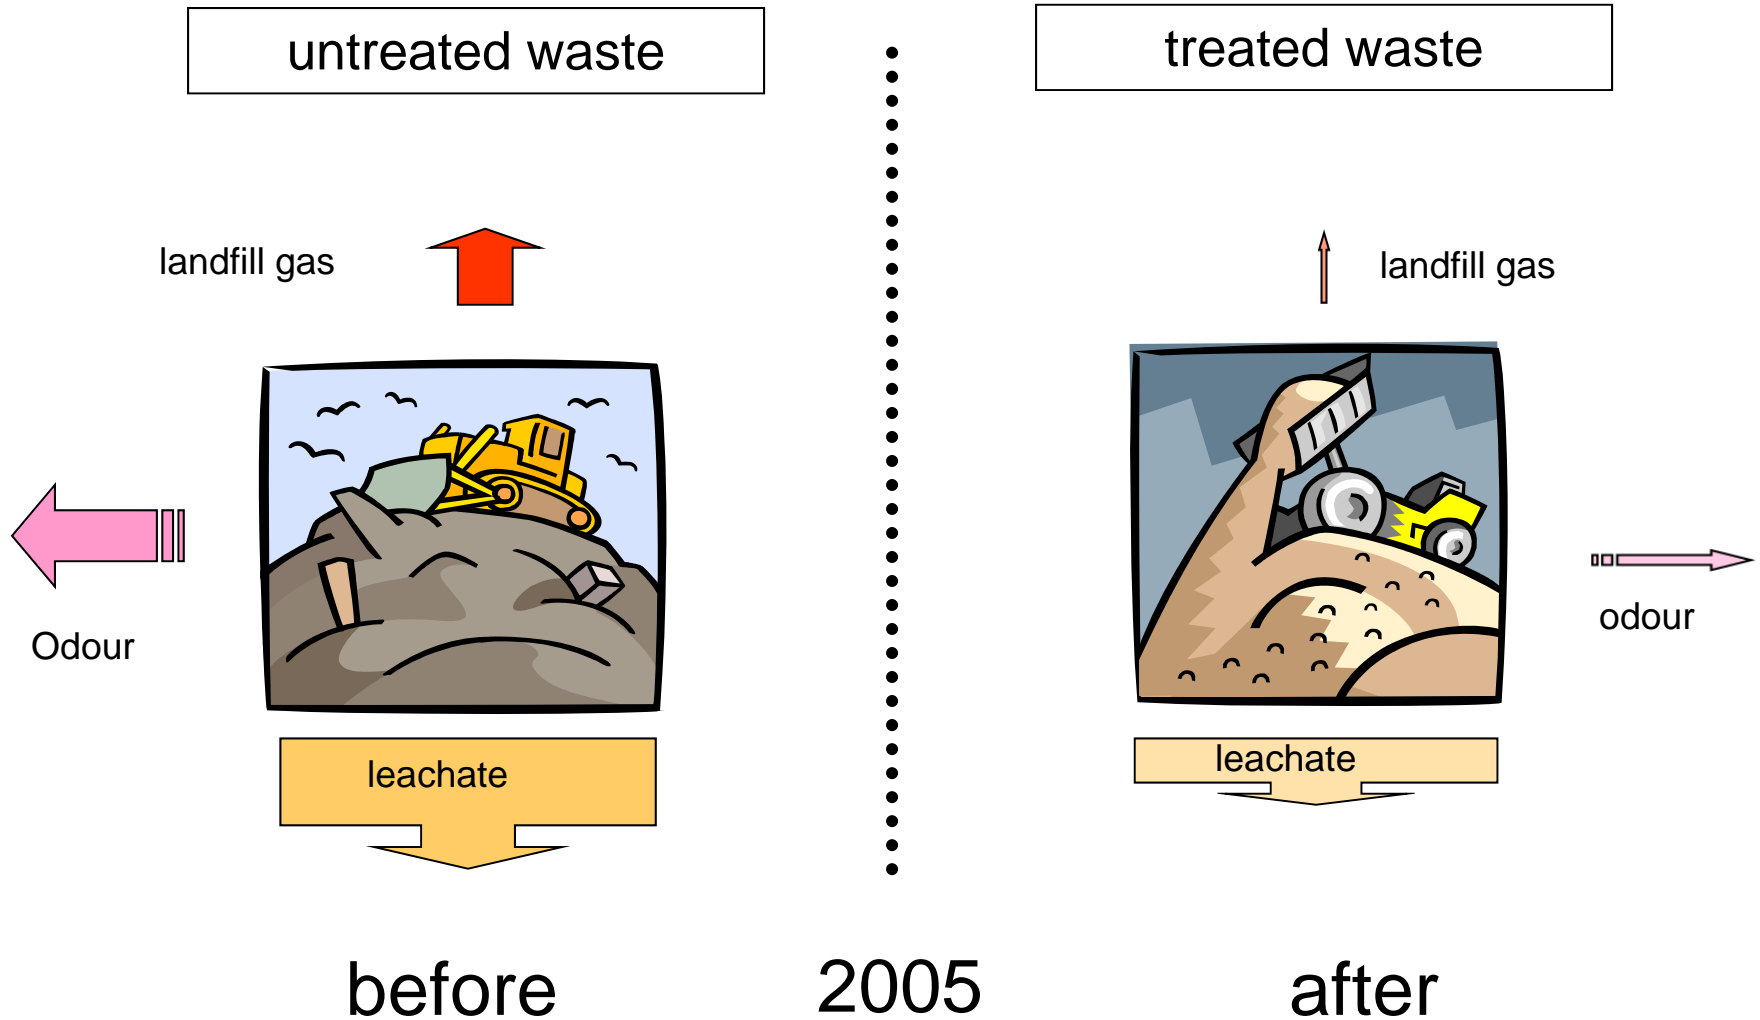 untreated waste
treated waste
landfill gas
landfill gas
Odour
odour
leachate
leachate
before
2005
after